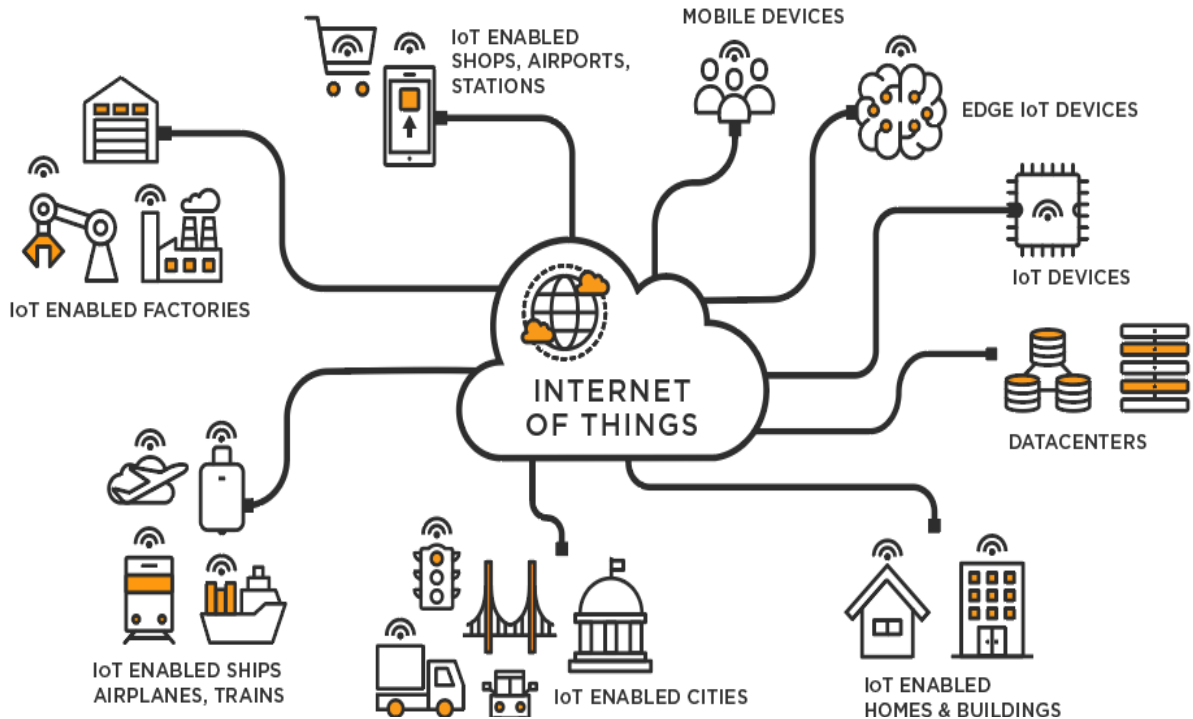 MOBILE DEVICES
IoT ENABLED
SHOPS, AIRPORTS,
STATIONS
EDGE IoT DEVICES
IoT DEVICES
IoT ENABLED FACTORIES
INTERNET
OF THINGS
DATACENTERS
IoT ENABLED SHIPS
AIRPLANES, TRAINS
IoT ENABLED CITIES
IoT ENABLED
HOMES & BUILDINGS